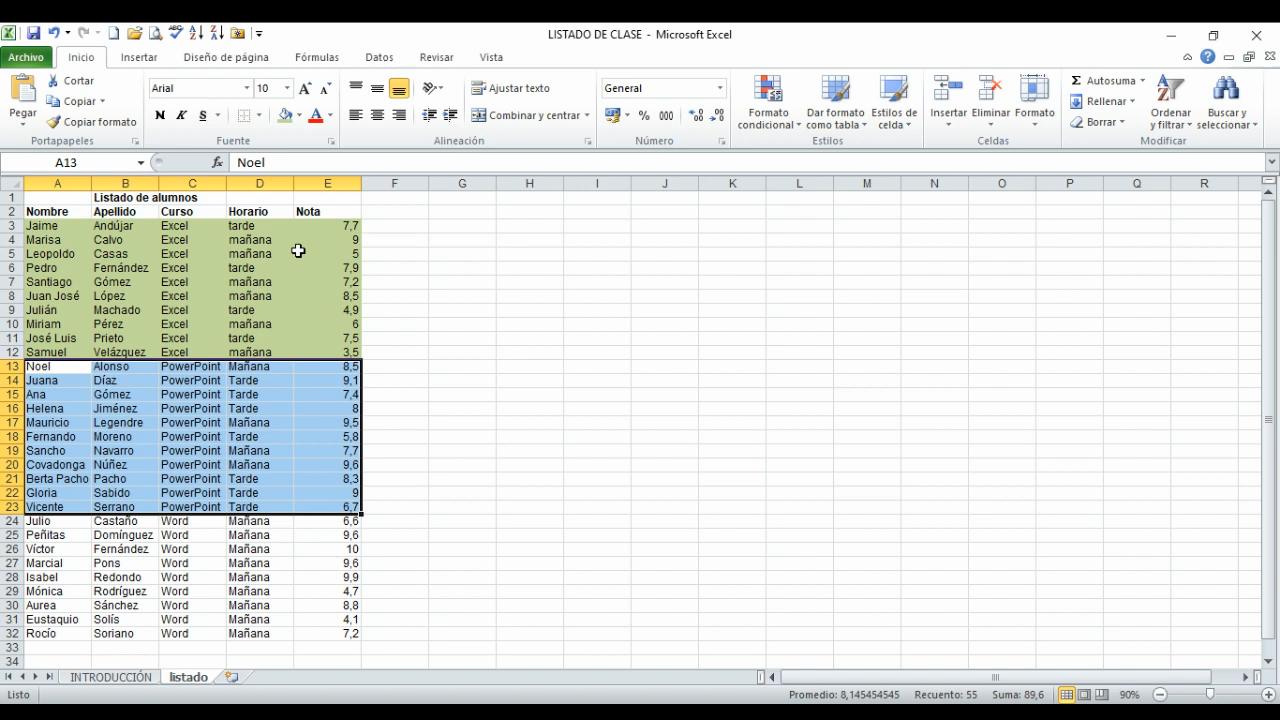 LISTADO DE CLASE - Microsoft Excel
Archivo Inicio Insertar Diseño de página Fórmulas Datos Revisar Vista
Pegar
Cortar
Copiar
Copiar formato
Portapapeles
Arial 10
N K S A
Fuente
Ajustar texto
Combinar y centrar
Alineación
General
% 000
Número
Formato condicional
Dar formato como tabla
Estilos de celda
Estilos
Insertar Eliminar Formato
Celdas
Σ Autosuma
Rellenar
Borrar
Ordenar y filtrar
Buscar y seleccionar
Modificar
A13 fx Noel
A B C D E F G H I J K L M N O P Q R
1 Listado de alumnos
2 Nombre Apellido Curso Horario Nota
3 Jaime Andújar Excel tarde 7,7
4 Marisa Calvo Excel mañana 9
5 Leopoldo Casas Excel mañana 5
6 Pedro Fernández Excel tarde 7,9
7 Santiago Gómez Excel mañana 7,2
8 Juan José López Excel mañana 8,5
9 Julián Machado Excel tarde 4,9
10 Miriam Pérez Excel mañana 6
11 José Luis Prieto Excel tarde 7,5
12 Samuel Velázquez Excel mañana 3,5
13 Noel Alonso PowerPoint Mañana 8,5
14 Juana Díaz PowerPoint Tarde 9,1
15 Ana Gómez PowerPoint Tarde 7,4
16 Helena Jiménez PowerPoint Tarde 8
17 Mauricio Legendre PowerPoint Mañana 9,5
18 Fernando Moreno PowerPoint Tarde 5,8
19 Sancho Navarro PowerPoint Mañana 7,7
20 Covadonga Núñez PowerPoint Mañana 9,6
21 Berta Pacho Pacho PowerPoint Tarde 8,3
22 Gloria Sabido PowerPoint Tarde 9
23 Vicente Serrano PowerPoint Tarde 6,7
24 Julio Castaño Word Mañana 6,6
25 Peñitas Domínguez Word Mañana 9,6
26 Víctor Fernández Word Mañana 10
27 Marcial Pons Word Mañana 9,6
28 Isabel Redondo Word Mañana 9,9
29 Mónica Rodríguez Word Mañana 4,7
30 Aurea Sánchez Word Mañana 8,8
31 Eustaquio Solís Word Mañana 4,1
32 Rocío Soriano Word Mañana 7,2
33
34
INTRODUCCIÓN listado
Listo Promedio: 8,145454545 Recuento: 55 Suma: 89,6 90%